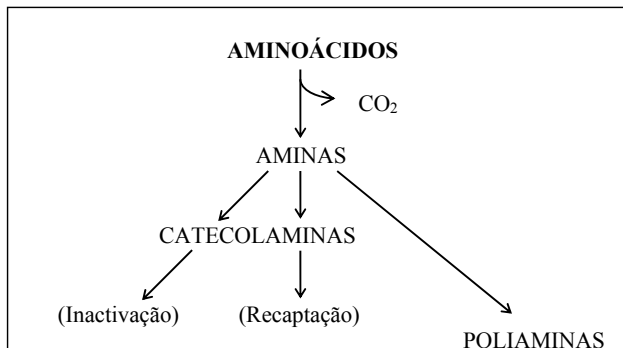 AMINOÁCIDOS
CO₂
AMINAS
CATECOLAMINAS
(Inactivação) (Recaptação)
POLIAMINAS